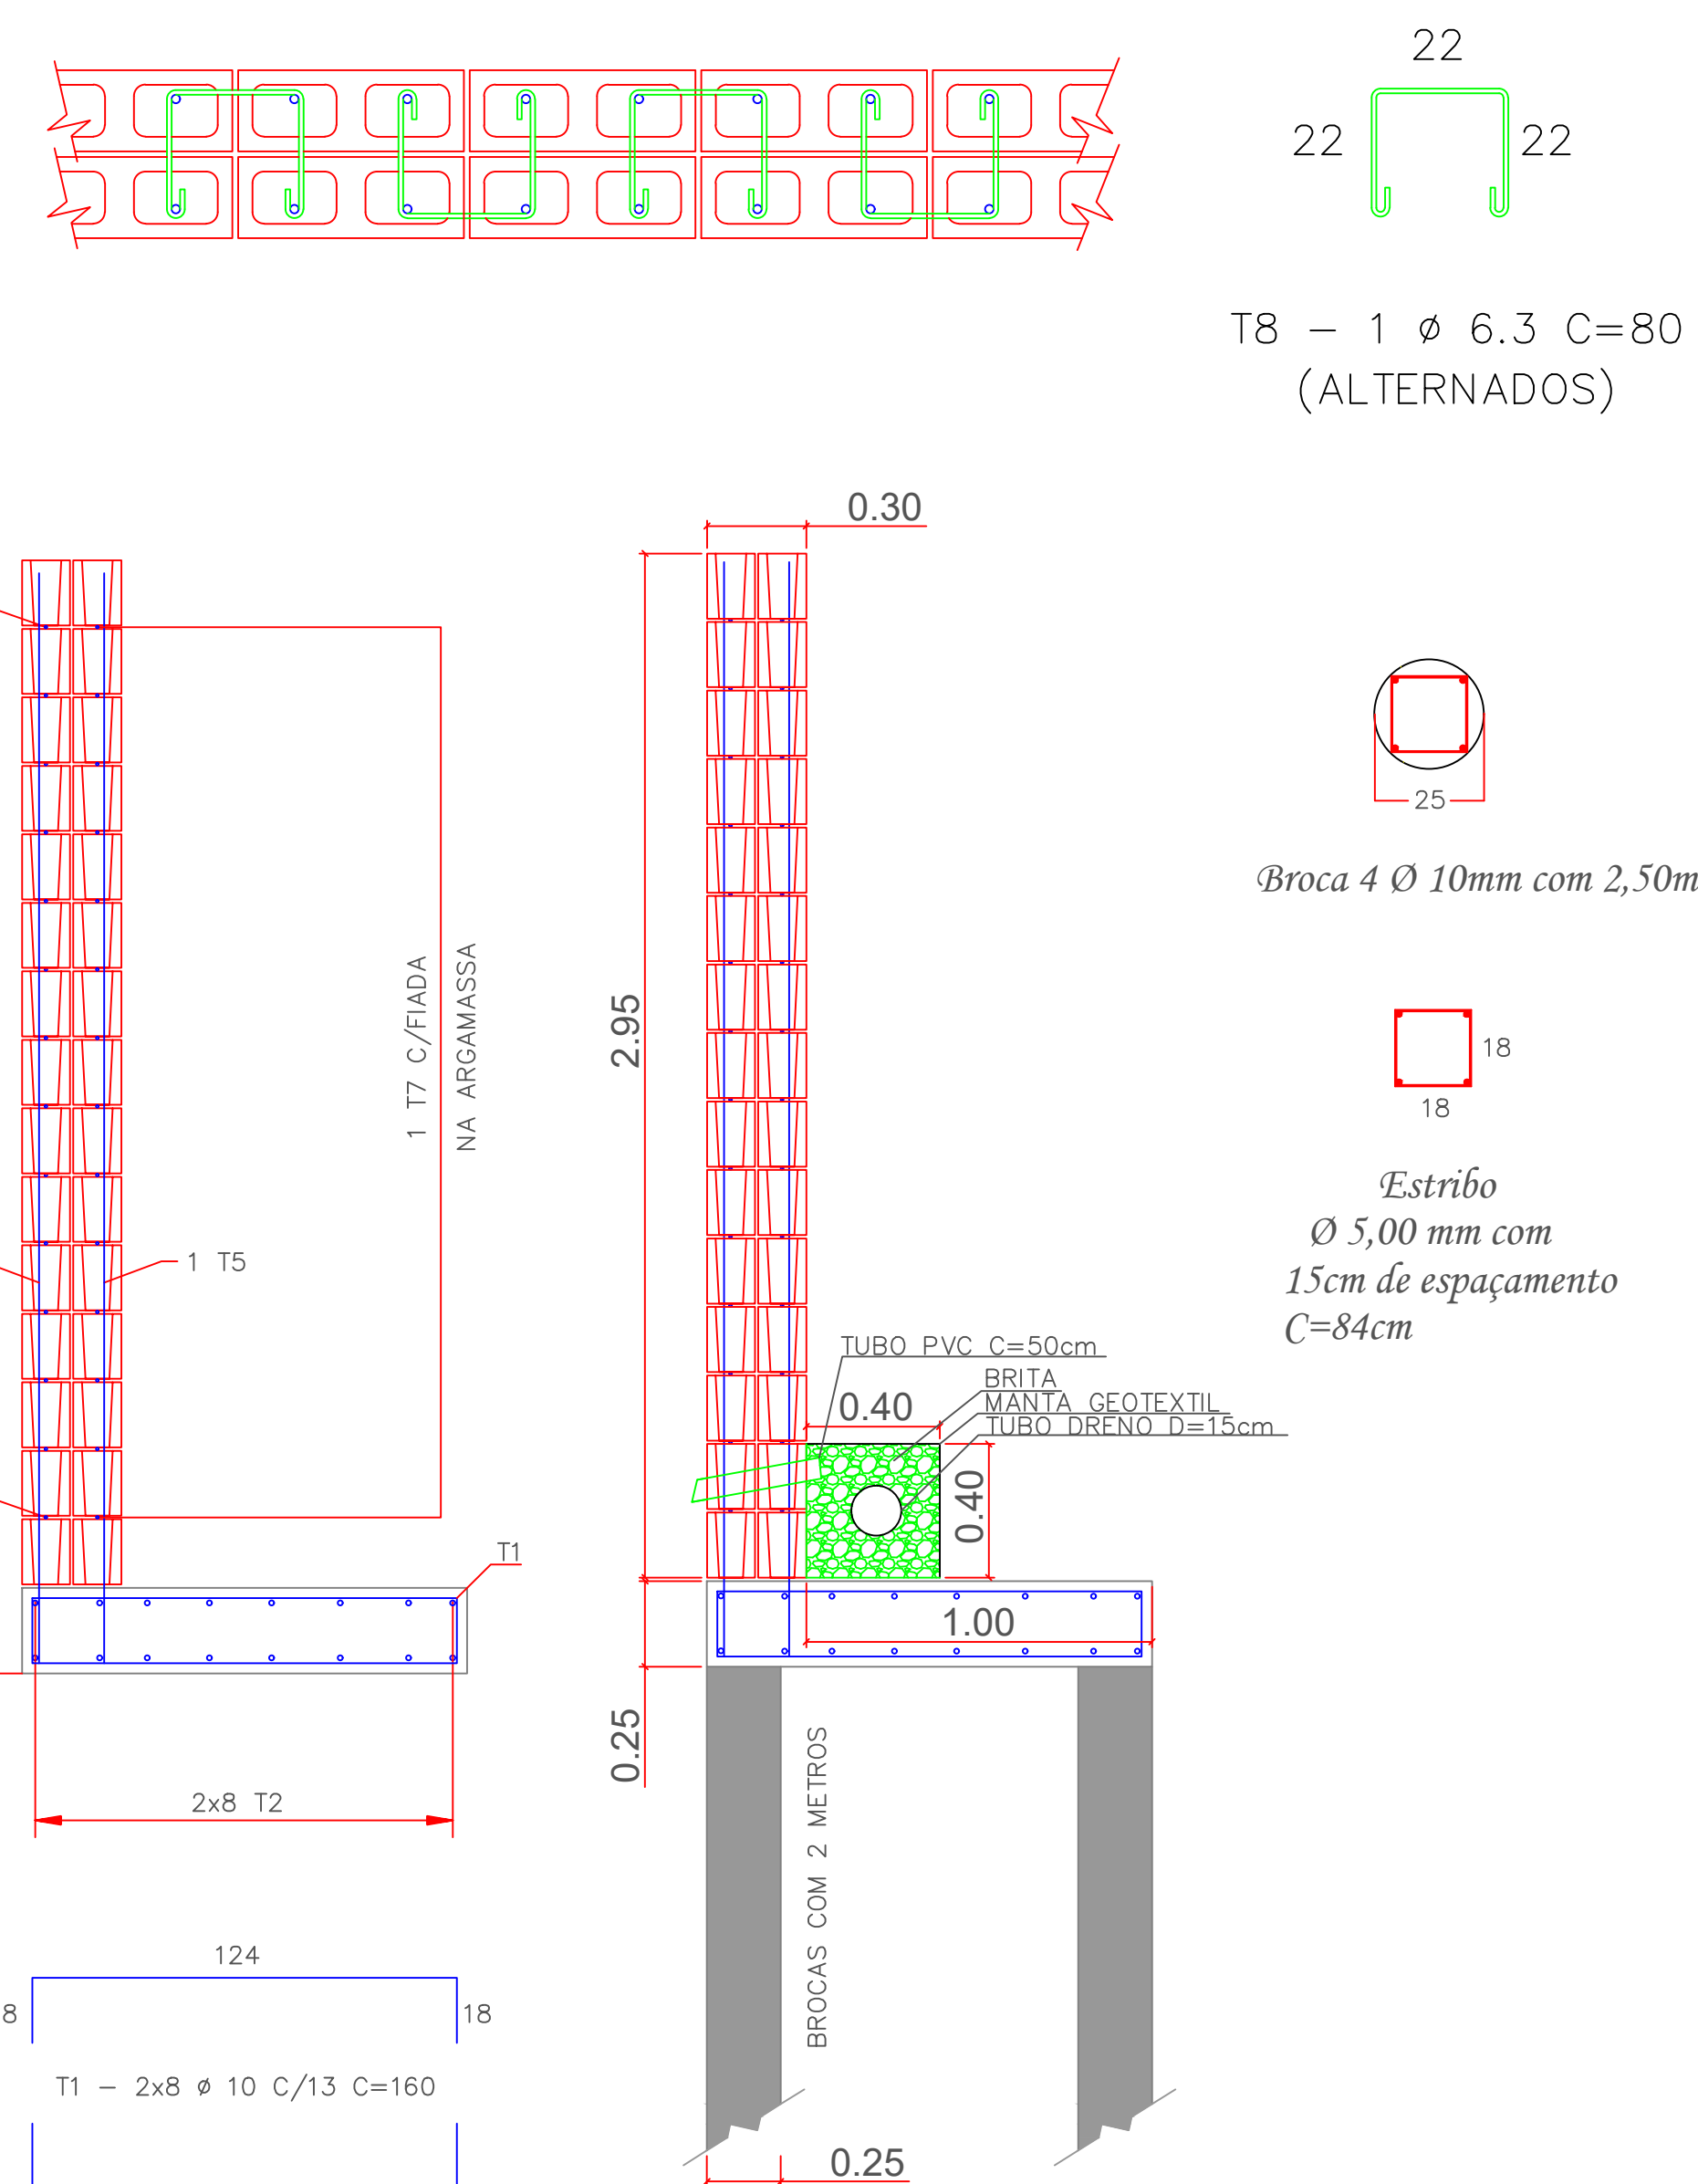 22
22
22
T8 - 1 ø 6.3 C=80
(ALTERNADOS)
0.30
2.95
1 T7 C/FIADA
NA ARGAMASSA
1 T5
T1
2x8 T2
25
Broca 4 Ø 10mm com 2,50m
18
18
Estribo
Ø 5,00 mm com
15cm de espaçamento
C=84cm
TUBO PVC C=50cm
BRITA
MANTA GEOTEXTIL
TUBO DRENO D=15cm
0.40
0.40
1.00
0.25
BROCAS COM 2 METROS
0.25
124
8
18
T1 - 2x8 ø 10 C/13 C=160